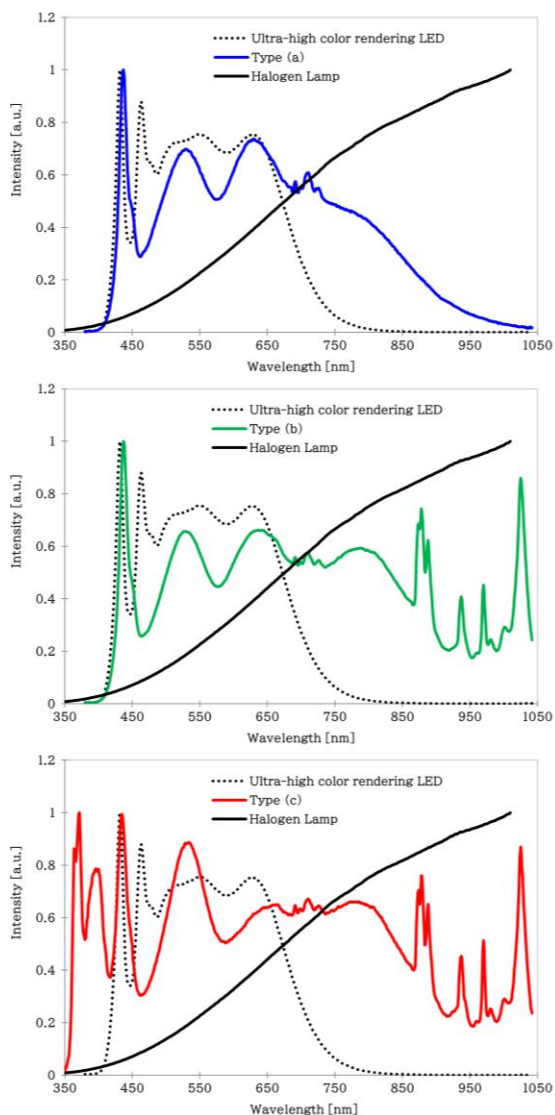 1.2
Ultra-high color rendering LED
Type (a)
Halogen Lamp
1
0.8
0.6
0.4
0.2
0
Intensity [a.u.]
350 450 550 650 750 850 950 1050
Wavelength [nm]
1.2
Ultra-high color rendering LED
Type (b)
Halogen Lamp
1
0.8
0.6
0.4
0.2
0
Intensity [a.u.]
350 450 550 650 750 850 950 1050
Wavelength [nm]
1.2
Ultra-high color rendering LED
Type (c)
Halogen Lamp
1
0.8
0.6
0.4
0.2
0
Intensity [a.u.]
350 450 550 650 750 850 950 1050
Wavelength [nm]